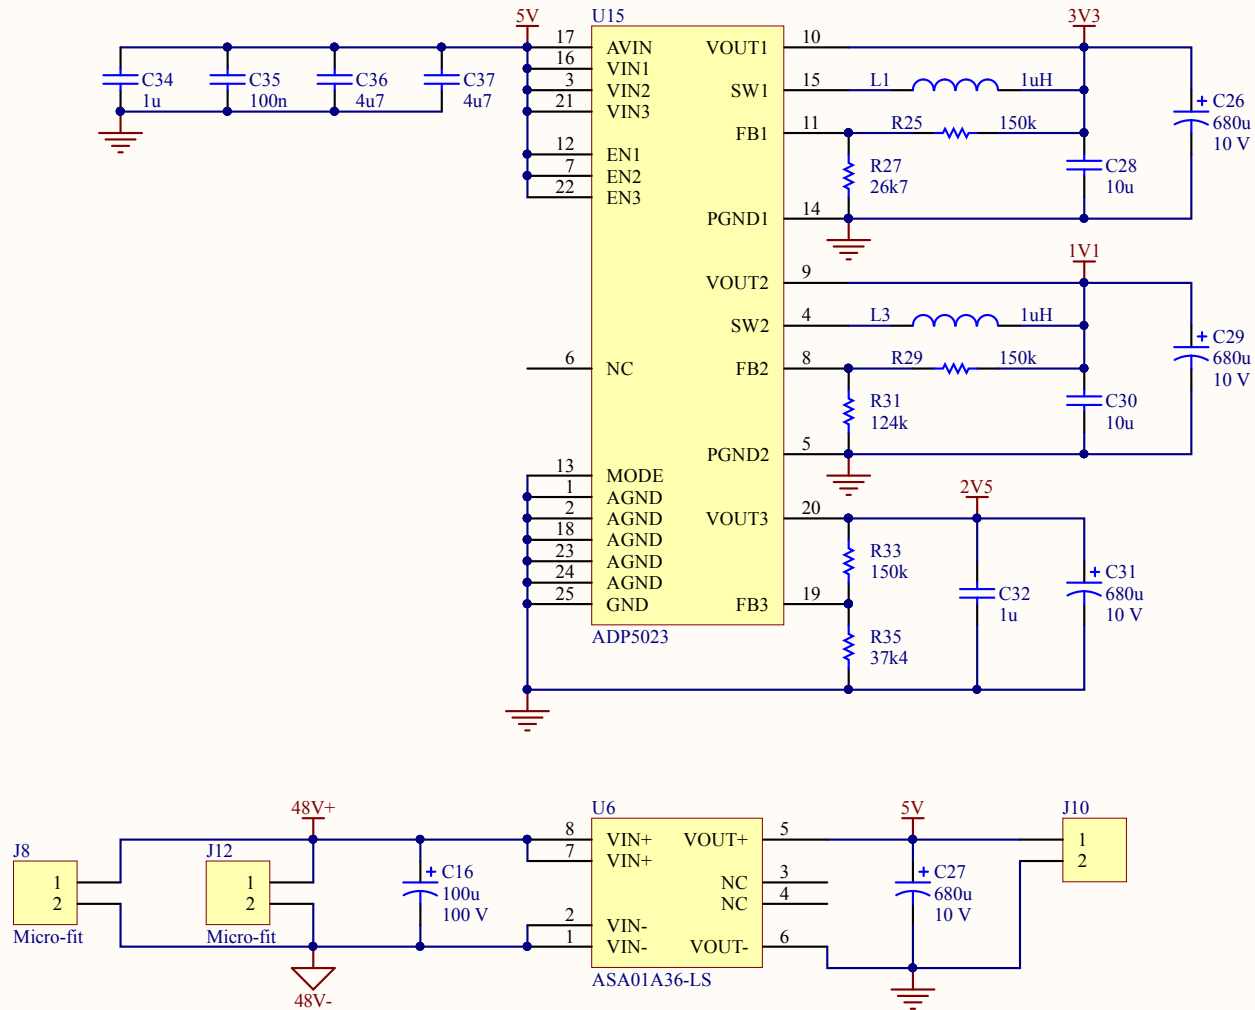 5V
U15
3V3
17 AVIN
16 VIN1
3 VIN2
21 VIN3
12 EN1
7 EN2
22 EN3
6 NC
13 MODE
1 AGND
2 AGND
18 AGND
23 AGND
24 AGND
25 GND
VOUT1 10
SW1 15
FB1 11
PGND1 14
VOUT2 9
SW2 4
FB2 8
PGND2 5
VOUT3 20
FB3 19
ADP5023
C34
1u
C35
100n
C36
4u7
C37
4u7
L1 1uH
R25 150k
R27
26k7
C28
10u
C26
680u
10 V
1V1
L3 1uH
R29 150k
R31
124k
C30
10u
C29
680u
10 V
2V5
R33
150k
R35
37k4
C32
1u
C31
680u
10 V
J8
1
2
Micro-fit
J12
1
2
Micro-fit
48V+
48V-
C16
100u
100 V
U6
8 VIN+
7 VIN+
2 VIN-
1 VIN-
VOUT+ 5
NC 3
NC 4
VOUT- 6
ASA01A36-LS
5V
C27
680u
10 V
J10
1
2